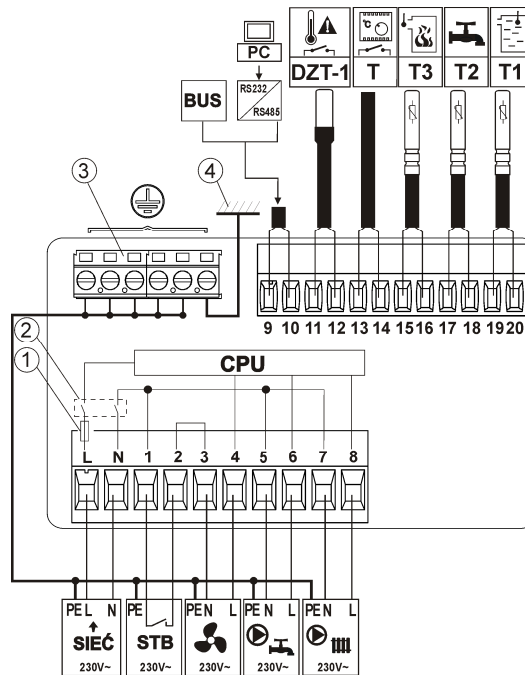 PC
°C
DZT-1 T T3 T2 T1
BUS
RS232
RS485
3
4
9 10 11 12 13 14 15 16 17 18 19 20
2
1
CPU
L N 1 2 3 4 5 6 7 8
PE L N PE PE N L PE N L PE N L
SIEĆ STB
230V~ 230V~ 230V~ 230V~ 230V~